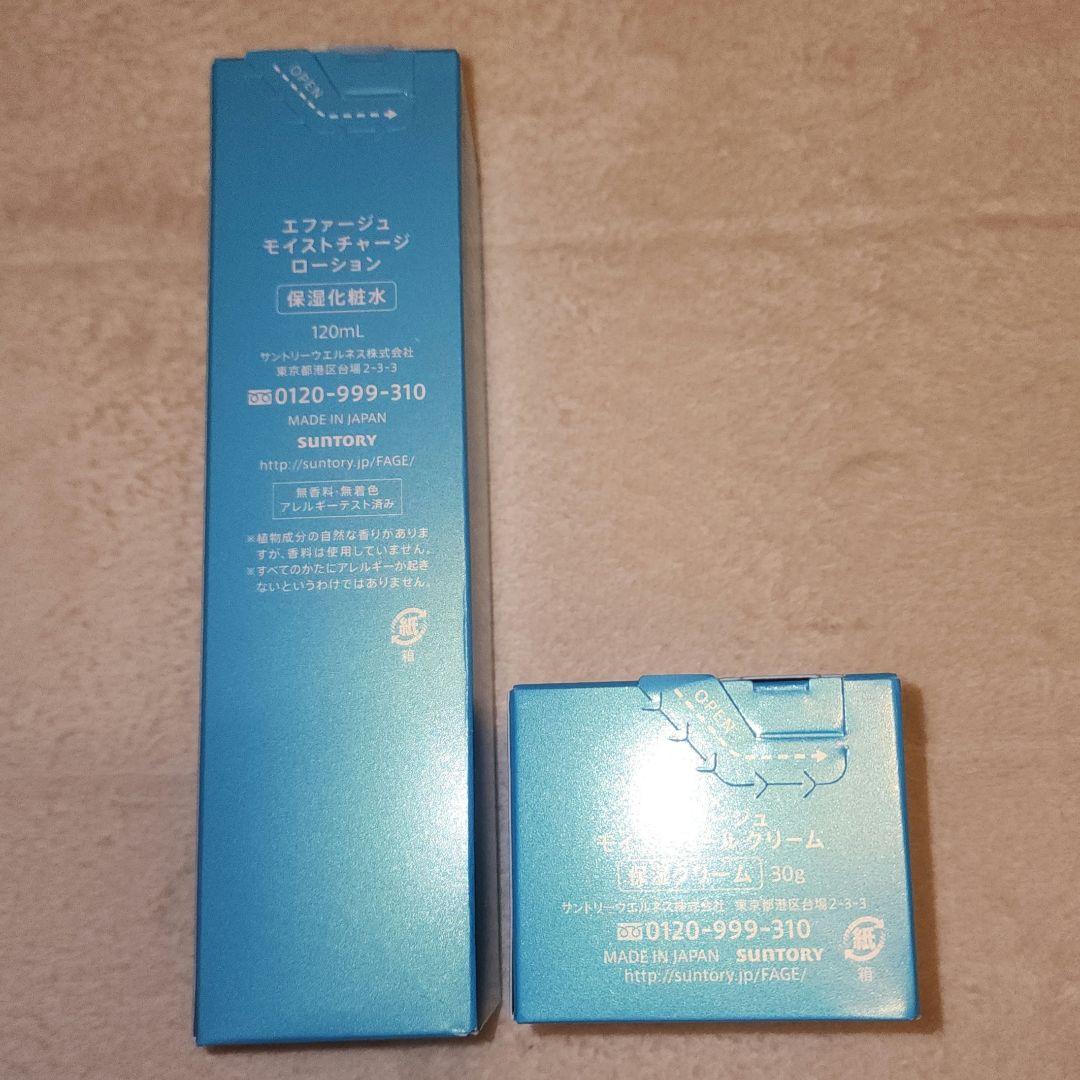 OPEN
エファージュ
モイストチャージ
ローション
保湿化粧水
120mL
サントリーウエルネス株式会社
東京都港区台場2-3-3
0120-999-310
MADE IN JAPAN
SUNTORY
http://suntory.jp/FAGE/
無香料・無着色
アレルギーテスト済み
※植物成分の自然な香りがありま
すが、香料は使用していません。
※すべてのかたにアレルギーが起き
ないというわけではありません。
紙
箱
OPEN
クリーム
保湿クリーム 30g
サントリーウエルネス株式会社 東京都港区台場2-3-3
0120-999-310
MADE IN JAPAN SUNTORY
http://suntory.jp/FAGE/
紙
箱